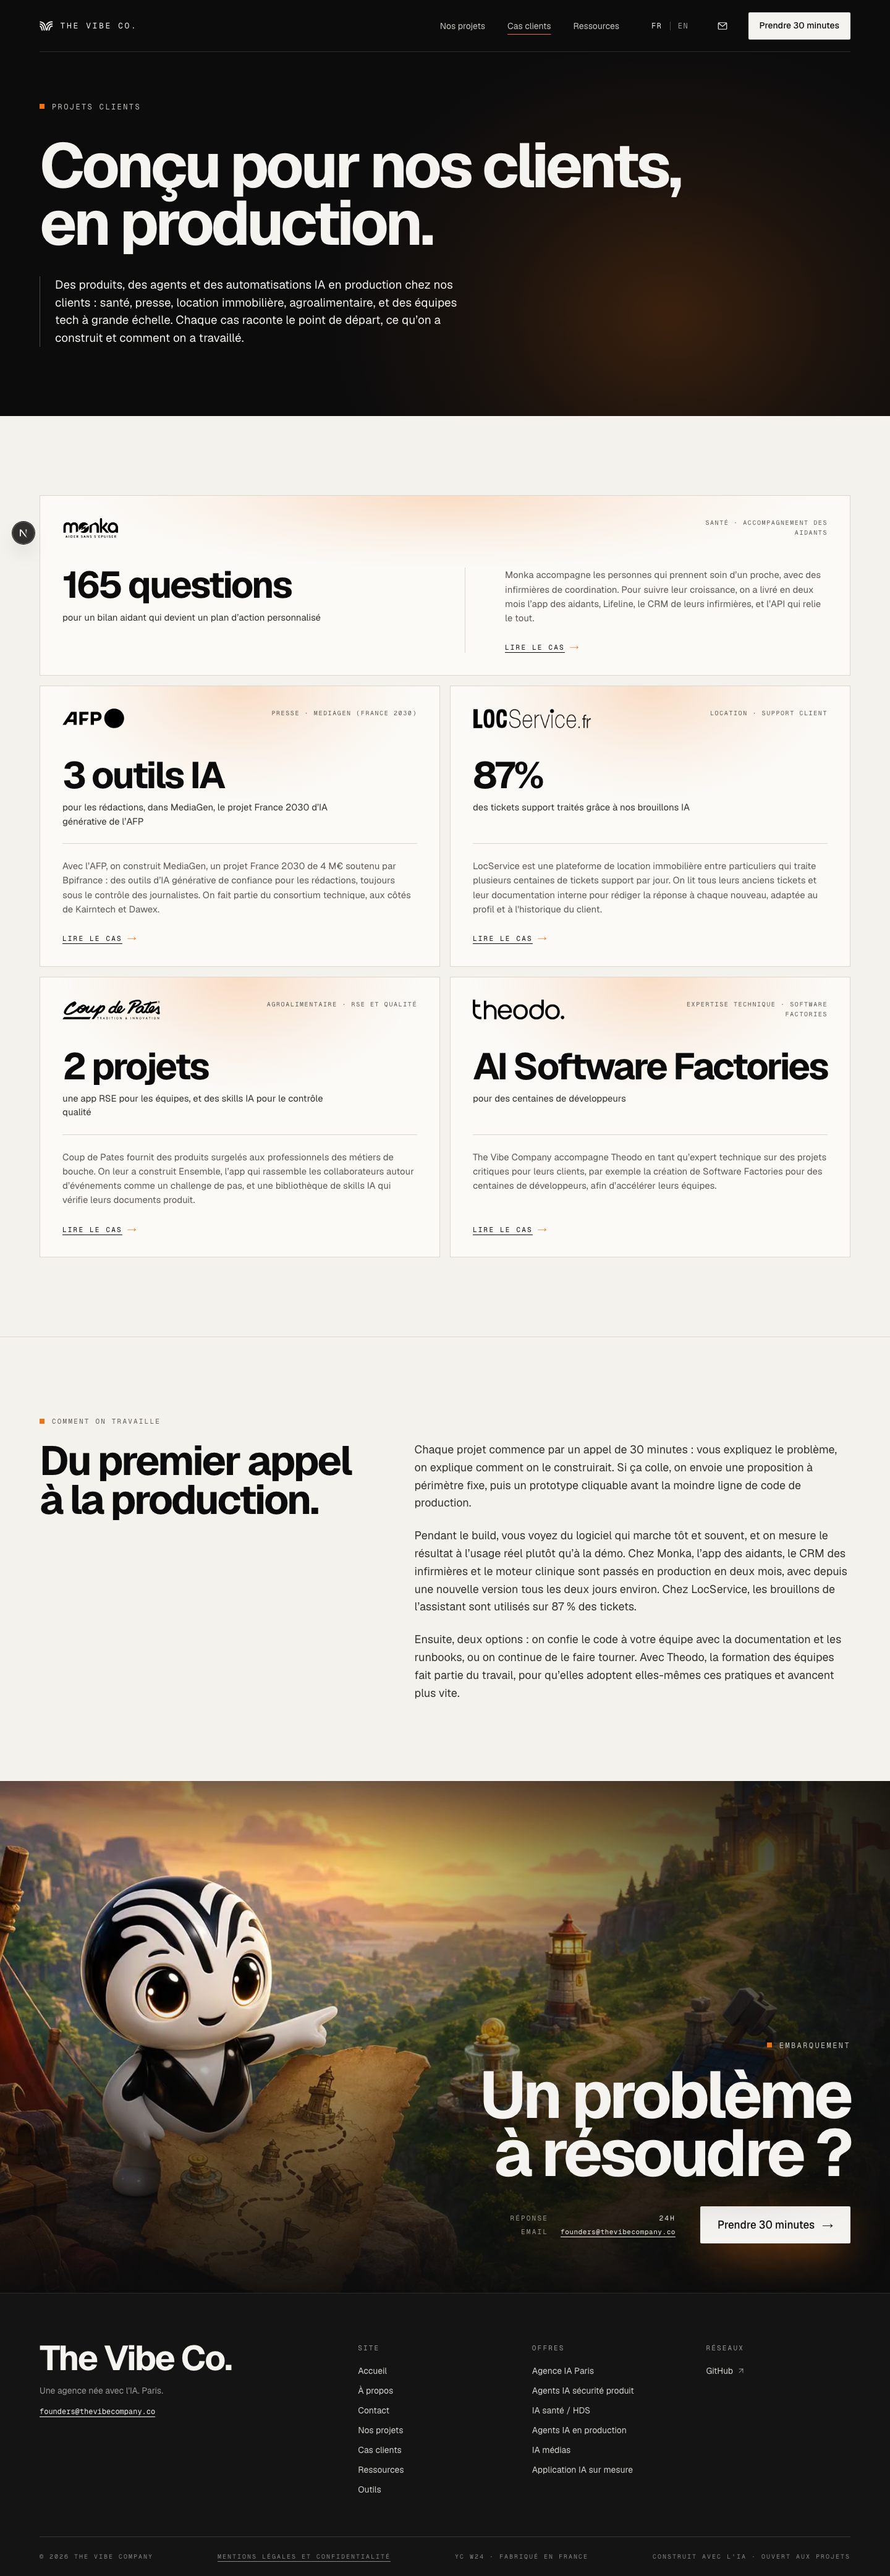 THE VIBE CO.
Nos projets
Cas clients
Ressources
FR | EN
Prendre 30 minutes
PROJETS CLIENTS
Conçu pour nos clients,
en production.
Des produits, des agents et des automatisations IA en production chez nos
clients : santé, presse, location immobilière, agroalimentaire, et des équipes
tech à grande échelle. Chaque cas raconte le point de départ, ce qu'on a
construit et comment on a travaillé.
N
monka
AIDER SANS S'ÉPUISER
SANTÉ · ACCOMPAGNEMENT DES
AIDANTS
165 questions
pour un bilan aidant qui devient un plan d'action personnalisé
Monka accompagne les personnes qui prennent soin d'un proche, avec des
infirmières de coordination. Pour suivre leur croissance, on a livré en deux
mois l'app des aidants, Lifeline, le CRM de leurs infirmières, et l'API qui relie
le tout.
LIRE LE CAS →
AFP
PRESSE · MEDIAGEN (FRANCE 2030)
3 outils IA
pour les rédactions, dans MediaGen, le projet France 2030 d'IA
générative de l'AFP
Avec l'AFP, on construit MediaGen, un projet France 2030 de 4 M€ soutenu par
Bpifrance : des outils d'IA générative de confiance pour les rédactions, toujours
sous le contrôle des journalistes. On fait partie du consortium technique, aux côtés
de Kairntech et Dawex.
LIRE LE CAS →
LOCService.fr
LOCATION · SUPPORT CLIENT
87%
des tickets support traités grâce à nos brouillons IA
LocService est une plateforme de location immobilière entre particuliers qui traite
plusieurs centaines de tickets support par jour. On lit tous leurs anciens tickets et
leur documentation interne pour rédiger la réponse à chaque nouveau, adaptée au
profil et à l'historique du client.
LIRE LE CAS →
Coup de Pates
TRADITION & INNOVATION
AGROALIMENTAIRE · RSE ET QUALITÉ
2 projets
une app RSE pour les équipes, et des skills IA pour le contrôle
qualité
Coup de Pates fournit des produits surgelés aux professionnels des métiers de
bouche. On leur a construit Ensemble, l'app qui rassemble les collaborateurs autour
d'événements comme un challenge de pas, et une bibliothèque de skills IA qui
vérifie leurs documents produit.
LIRE LE CAS →
theodo.
EXPERTISE TECHNIQUE · SOFTWARE
FACTORIES
AI Software Factories
pour des centaines de développeurs
The Vibe Company accompagne Theodo en tant qu'expert technique sur des projets
critiques pour leurs clients, par exemple la création de Software Factories pour des
centaines de développeurs, afin d'accélérer leurs équipes.
LIRE LE CAS →
COMMENT ON TRAVAILLE
Du premier appel
à la production.
Chaque projet commence par un appel de 30 minutes : vous expliquez le problème,
on explique comment on le construirait. Si ça colle, on envoie une proposition à
périmètre fixe, puis un prototype cliquable avant la moindre ligne de code de
production.
Pendant le build, vous voyez du logiciel qui marche tôt et souvent, et on mesure le
résultat à l'usage réel plutôt qu'à la démo. Chez Monka, l'app des aidants, le CRM des
infirmières et le moteur clinique sont passés en production en deux mois, avec depuis
une nouvelle version tous les deux jours environ. Chez LocService, les brouillons de
l'assistant sont utilisés sur 87 % des tickets.
Ensuite, deux options : on confie le code à votre équipe avec la documentation et les
runbooks, ou on continue de le faire tourner. Avec Theodo, la formation des équipes
fait partie du travail, pour qu'elles adoptent elles-mêmes ces pratiques et avancent
plus vite.
EMBARQUEMENT
Un problème
à résoudre ?
RÉPONSE 24H
EMAIL founders@thevibecompany.co
Prendre 30 minutes →
The Vibe Co.
Une agence née avec l'IA. Paris.
founders@thevibecompany.co
SITE
Accueil
À propos
Contact
Nos projets
Cas clients
Ressources
Outils
OFFRES
Agence IA Paris
Agents IA sécurité produit
IA santé / HDS
Agents IA en production
IA médias
Application IA sur mesure
RÉSEAUX
GitHub ↗
© 2026 THE VIBE COMPANY
MENTIONS LÉGALES ET CONFIDENTIALITÉ
YC W24 · FABRIQUÉ EN FRANCE
CONSTRUIT AVEC L'IA · OUVERT AUX PROJETS